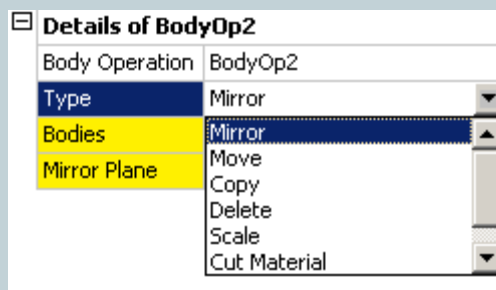 Details of BodyOp2
Body Operation BodyOp2
Type Mirror
Bodies Mirror
Mirror Plane Move
Copy
Delete
Scale
Cut Material